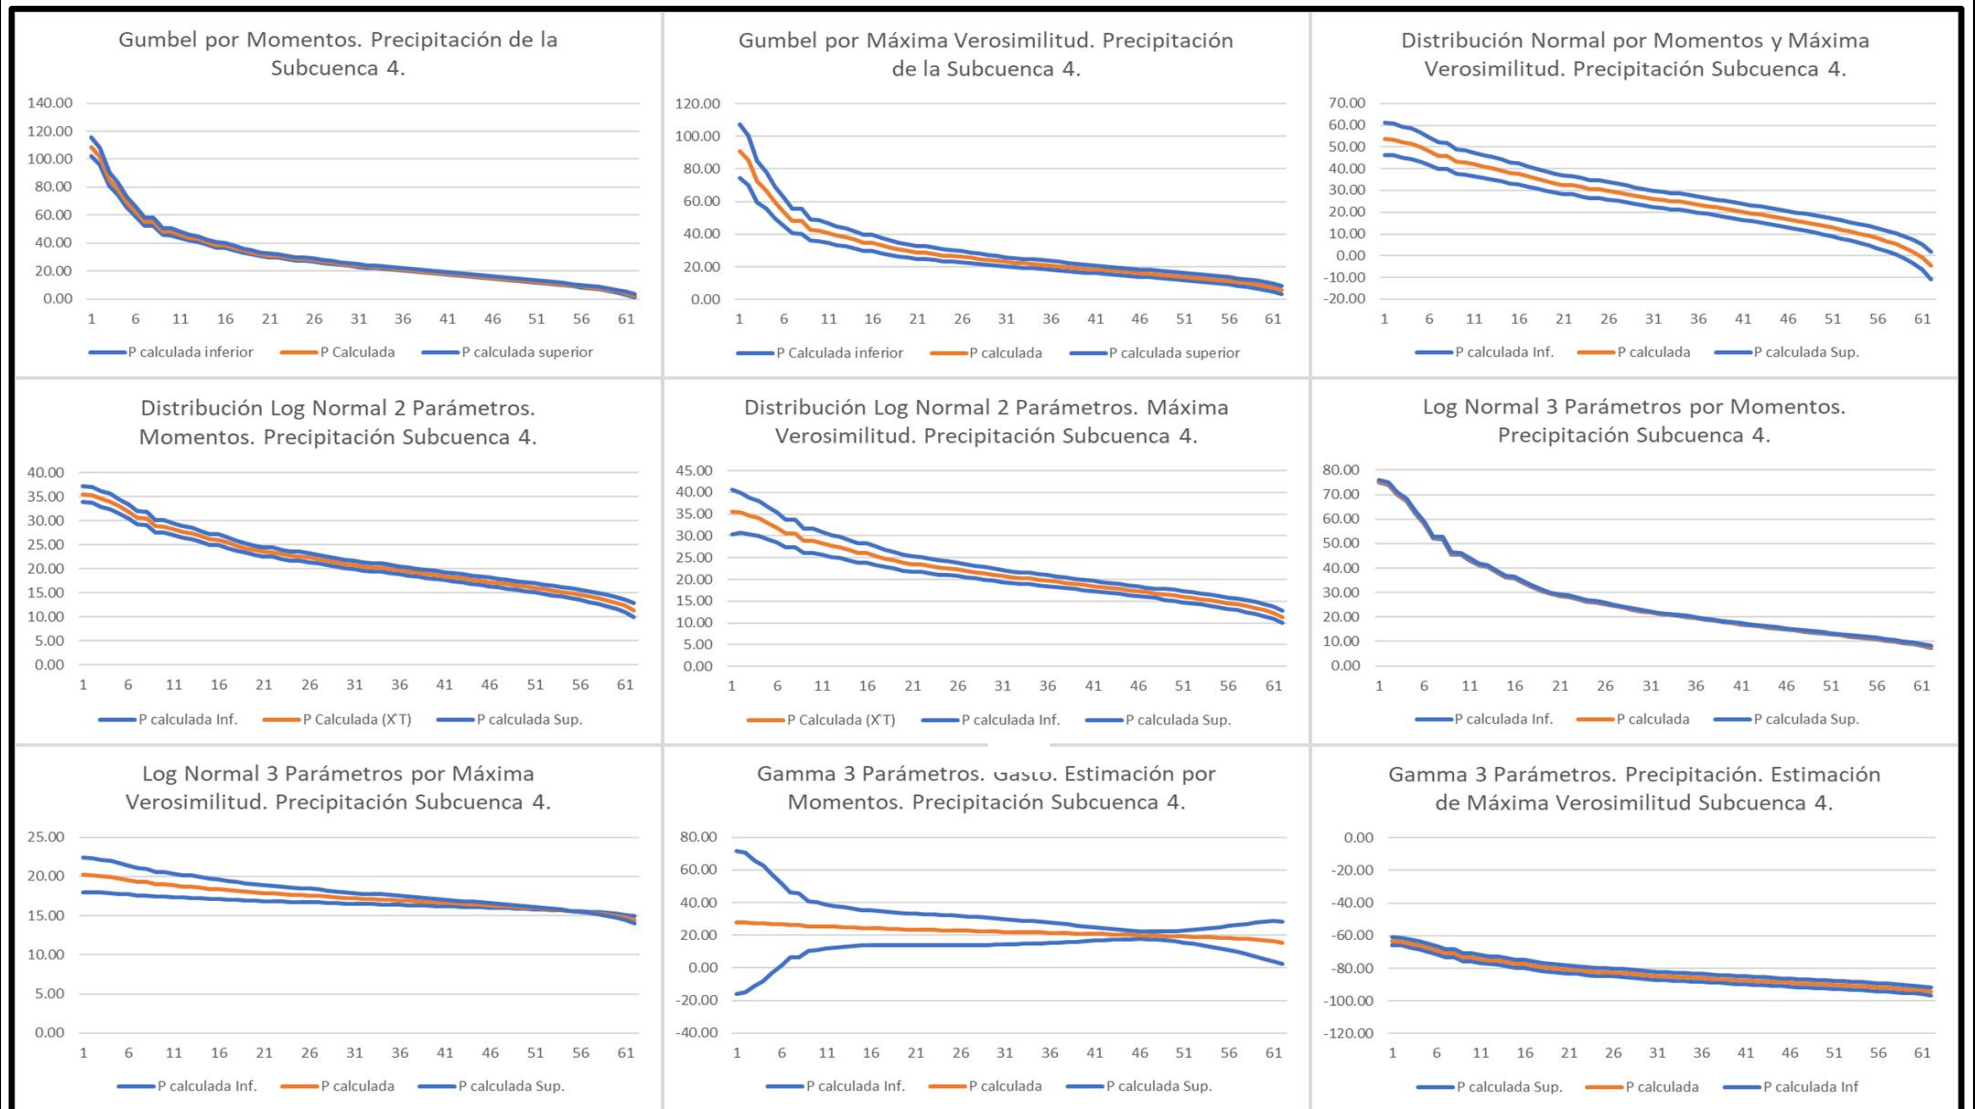 Gumbel por Momentos. Precipitación de la
Subcuenca 4.
140.00
120.00
100.00
80.00
60.00
40.00
20.00
0.00
1 6 11 16 21 26 31 36 41 46 51 56 61
P calculada inferior P Calculada P calculada superior
Gumbel por Máxima Verosimilitud. Precipitación
de la Subcuenca 4.
120.00
100.00
80.00
60.00
40.00
20.00
0.00
1 6 11 16 21 26 31 36 41 46 51 56 61
P Calculada inferior P calculada P calculada superior
Distribución Normal por Momentos y Máxima
Verosimilitud. Precipitación Subcuenca 4.
70.00
60.00
50.00
40.00
30.00
20.00
10.00
0.00
-10.00
-20.00
1 6 11 16 21 26 31 36 41 46 51 56 61
P calculada Inf. P calculada P calculada Sup.
Distribución Log Normal 2 Parámetros.
Momentos. Precipitación Subcuenca 4.
40.00
35.00
30.00
25.00
20.00
15.00
10.00
5.00
0.00
1 6 11 16 21 26 31 36 41 46 51 56 61
P calculada Inf. P Calculada (X'T) P calculada Sup.
Distribución Log Normal 2 Parámetros. Máxima
Verosimilitud. Precipitación Subcuenca 4.
45.00
40.00
35.00
30.00
25.00
20.00
15.00
10.00
5.00
0.00
1 6 11 16 21 26 31 36 41 46 51 56 61
P Calculada (X'T) P calculada Inf. P calculada Sup.
Log Normal 3 Parámetros por Momentos.
Precipitación Subcuenca 4.
80.00
70.00
60.00
50.00
40.00
30.00
20.00
10.00
0.00
1 6 11 16 21 26 31 36 41 46 51 56 61
P calculada Inf. P calculada P calculada Sup.
Log Normal 3 Parámetros por Máxima
Verosimilitud. Precipitación Subcuenca 4.
25.00
20.00
15.00
10.00
5.00
0.00
1 6 11 16 21 26 31 36 41 46 51 56 61
P calculada Inf. P calculada P calculada Sup.
Gamma 3 Parámetros. Gasto. Estimación por
Momentos. Precipitación Subcuenca 4.
80.00
60.00
40.00
20.00
0.00
-20.00
-40.00
1 6 11 16 21 26 31 36 41 46 51 56 61
P calculada Inf. P calculada P calculada Sup.
Gamma 3 Parámetros. Precipitación. Estimación
de Máxima Verosimilitud Subcuenca 4.
0.00
-20.00
-40.00
-60.00
-80.00
-100.00
-120.00
1 6 11 16 21 26 31 36 41 46 51 56 61
P calculada Sup. P calculada P calculada Inf